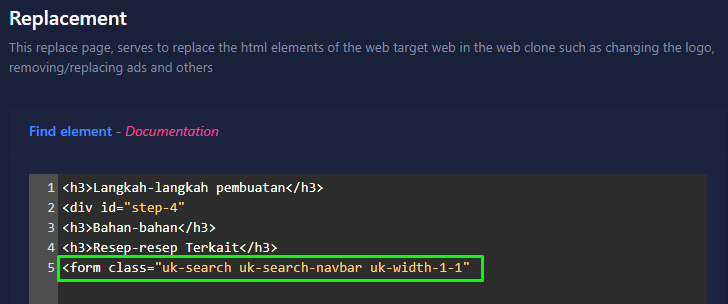 Replacement
This replace page, serves to replace the html elements of the web target web in the web clone such as changing the logo,
removing/replacing ads and others
Find element - Documentation
1 <h3>Langkah-langkah pembuatan</h3>
2 <div id="step-4"
3 <h3>Bahan-bahan</h3>
4 <h3>Resep-resep Terkait</h3>
5 <form class="uk-search uk-search-navbar uk-width-1-1"